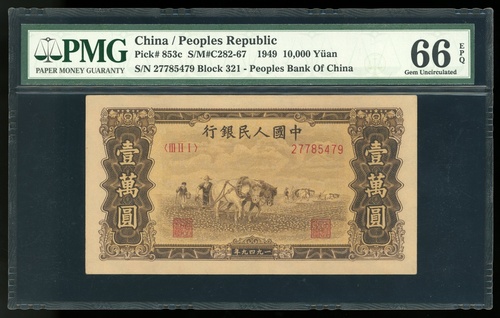 PMG
PAPER MONEY GUARANTY
China / Peoples Republic
Pick# 853c S/M#C282-67 1949 10,000 Yüan
S/N 27785479 Block 321 - Peoples Bank Of China
66 EPQ
Gem Uncirculated
行銀民人國中
(III II I) 27785479
壹萬圓
壹萬圓
年九四九一